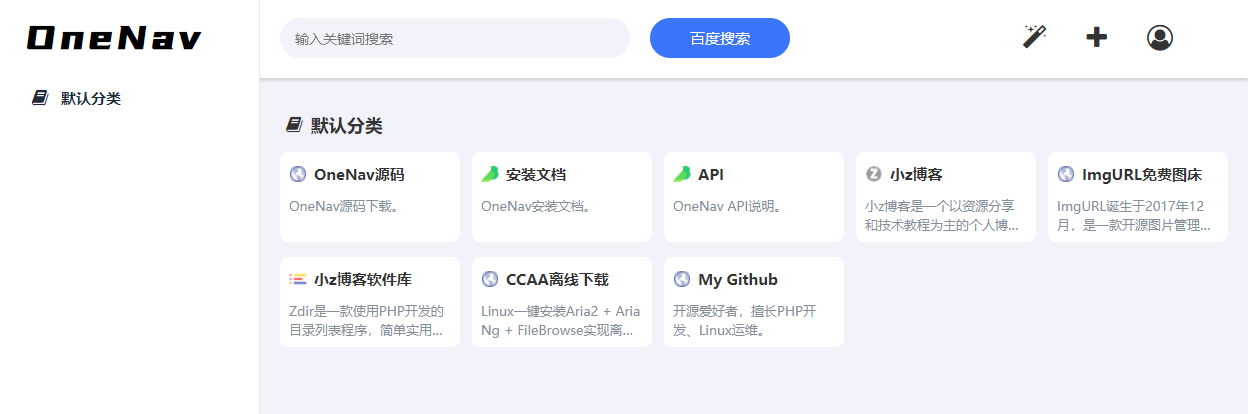 OneNav
输入关键词搜索
百度搜索
默认分类
默认分类
OneNav源码
OneNav源码下载。
安装文档
OneNav安装文档。
API
OneNav API说明。
小z博客
小z博客是一个以资源分享
和技术教程为主的个人博...
ImgURL免费图床
ImgURL诞生于2017年12
月，是一款开源图片管理...
小z博客软件库
Zdir是一款使用PHP开发的
目录列表程序，简单实用...
CCAA离线下载
Linux一键安装Aria2 + Aria
Ng + FileBrowse实现离...
My Github
开源爱好者，擅长PHP开
发、Linux运维。